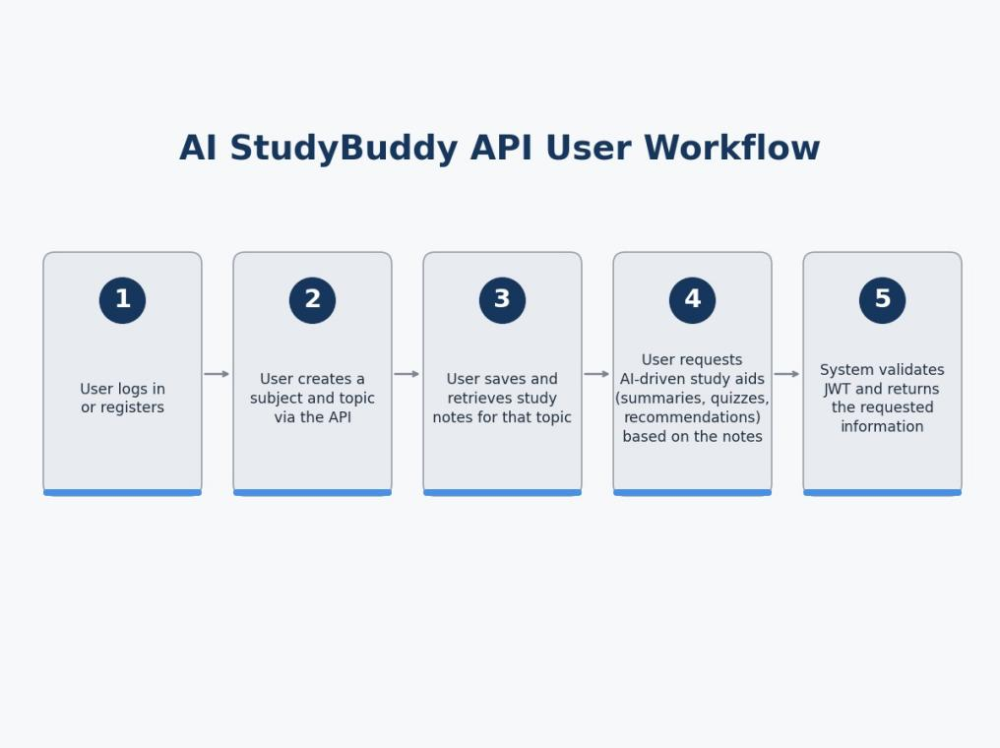 AI StudyBuddy API User Workflow
1
User logs in
or registers
2
User creates a
subject and topic
via the API
3
User saves and
retrieves study
notes for that topic
4
User requests
AI-driven study aids
(summaries, quizzes,
recommendations)
based on the notes
5
System validates
JWT and returns
the requested
information